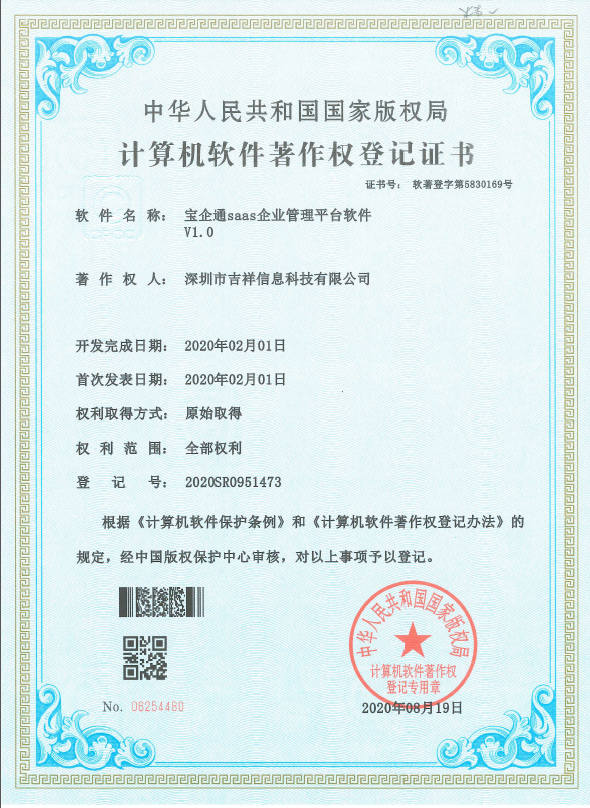 中华人民共和国国家版权局
计算机软件著作权登记证书
证书号： 软著登字第5830169号
软件名称： 宝企通saas企业管理平台软件
V1.0
著作权人： 深圳市吉祥信息科技有限公司
开发完成日期： 2020年02月01日
首次发表日期： 2020年02月01日
权利取得方式： 原始取得
权利范围： 全部权利
登记号： 2020SR0951473
根据《计算机软件保护条例》和《计算机软件著作权登记办法》的
规定，经中国版权保护中心审核，对以上事项予以登记。
中华人民共和国国家版权局
计算机软件著作权
登记专用章
No. 06254480
2020年08月19日